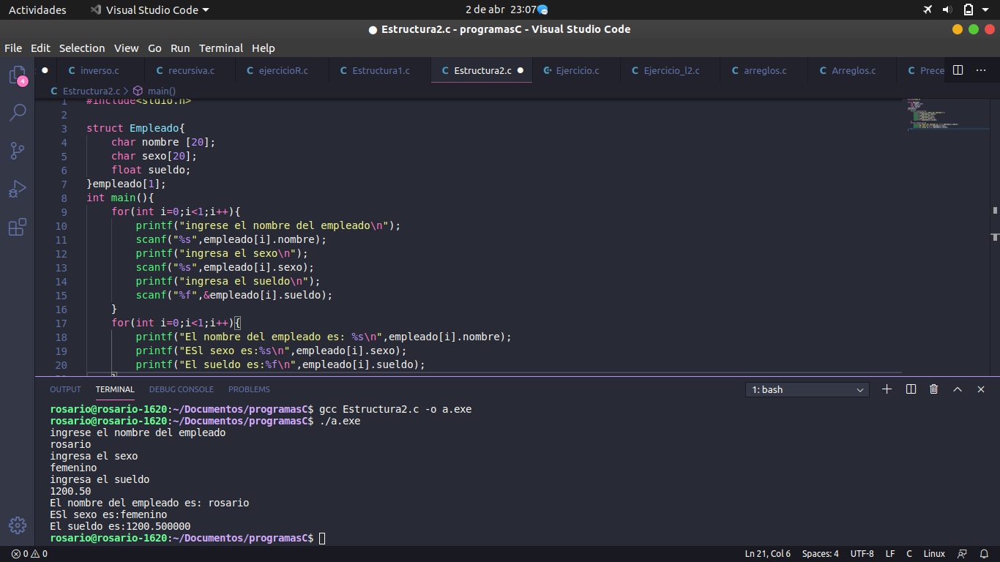 Actividades Visual Studio Code 2 de abr 23:07
Estructura2.c - programasC - Visual Studio Code
File Edit Selection View Go Run Terminal Help
inverso.c recursiva.c ejercicioR.c Estructura1.c Estructura2.c Ejercicio.c Ejercicio_l2.c arreglos.c Arreglos.c Prece
4
Estructura2.c > main()
1 #include<stdio.h>
2
3 struct Empleado{
4 char nombre [20];
5 char sexo[20];
6 float sueldo;
7 }empleado[1];
8 int main(){
9 for(int i=0;i<1;i++){
10 printf("ingrese el nombre del empleado\n");
11 scanf("%s",empleado[i].nombre);
12 printf("ingresa el sexo\n");
13 scanf("%s",empleado[i].sexo);
14 printf("ingresa el sueldo\n");
15 scanf("%f",&empleado[i].sueldo);
16 }
17 for(int i=0;i<1;i++){
18 printf("El nombre del empleado es: %s\n",empleado[i].nombre);
19 printf("ESl sexo es:%s\n",empleado[i].sexo);
20 printf("El sueldo es:%f\n",empleado[i].sueldo);
OUTPUT TERMINAL DEBUG CONSOLE PROBLEMS 1: bash
rosario@rosario-1620:~/Documentos/programasC$ gcc Estructura2.c -o a.exe
rosario@rosario-1620:~/Documentos/programasC$ ./a.exe
ingrese el nombre del empleado
rosario
ingresa el sexo
femenino
ingresa el sueldo
1200.50
El nombre del empleado es: rosario
ESl sexo es:femenino
El sueldo es:1200.500000
rosario@rosario-1620:~/Documentos/programasC$
0 0 Ln 21, Col 6 Spaces: 4 UTF-8 LF C Linux